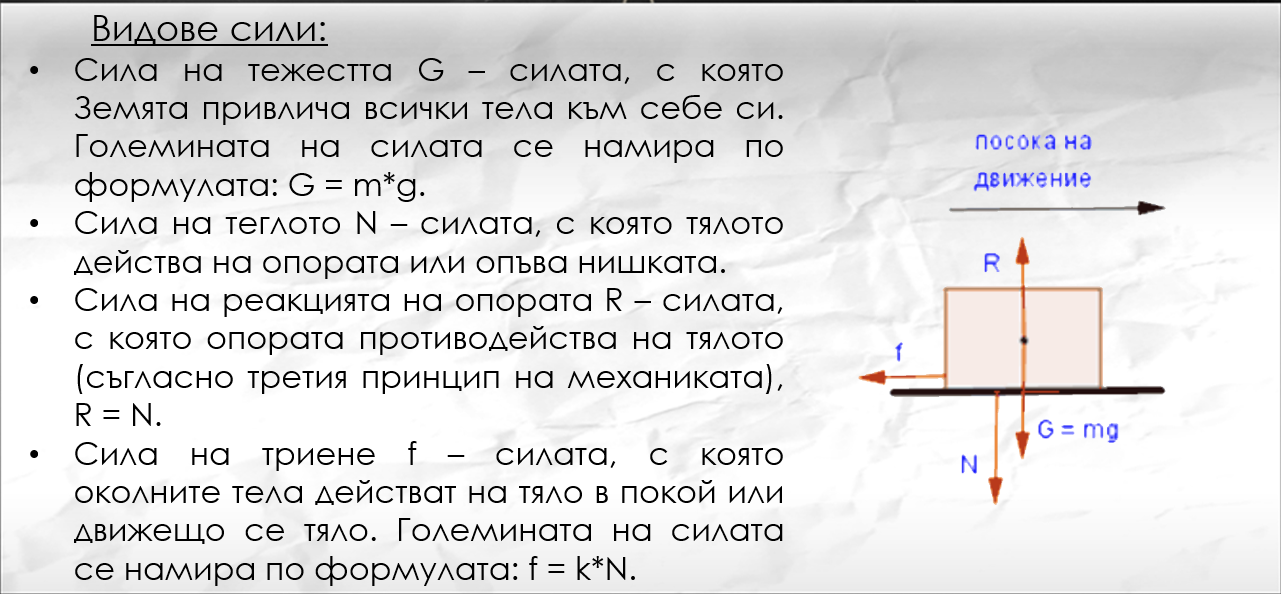 Видове сили:
• Сила на тежестта G – силата, с която
Земята привлича всички тела към себе си.
Големината на силата се намира по
формулата: G = m*g.
• Сила на теглото N – силата, с която тялото
действа на опората или опъва нишката.
• Сила на реакцията на опората R – силата,
с която опората противодейства на тялото
(съгласно третия принцип на механиката),
R = N.
• Сила на триене f – силата, с която
околните тела действат на тяло в покой или
движещо се тяло. Големината на силата
се намира по формулата: f = k*N.
посока на
движение
R
f
G = mg
N